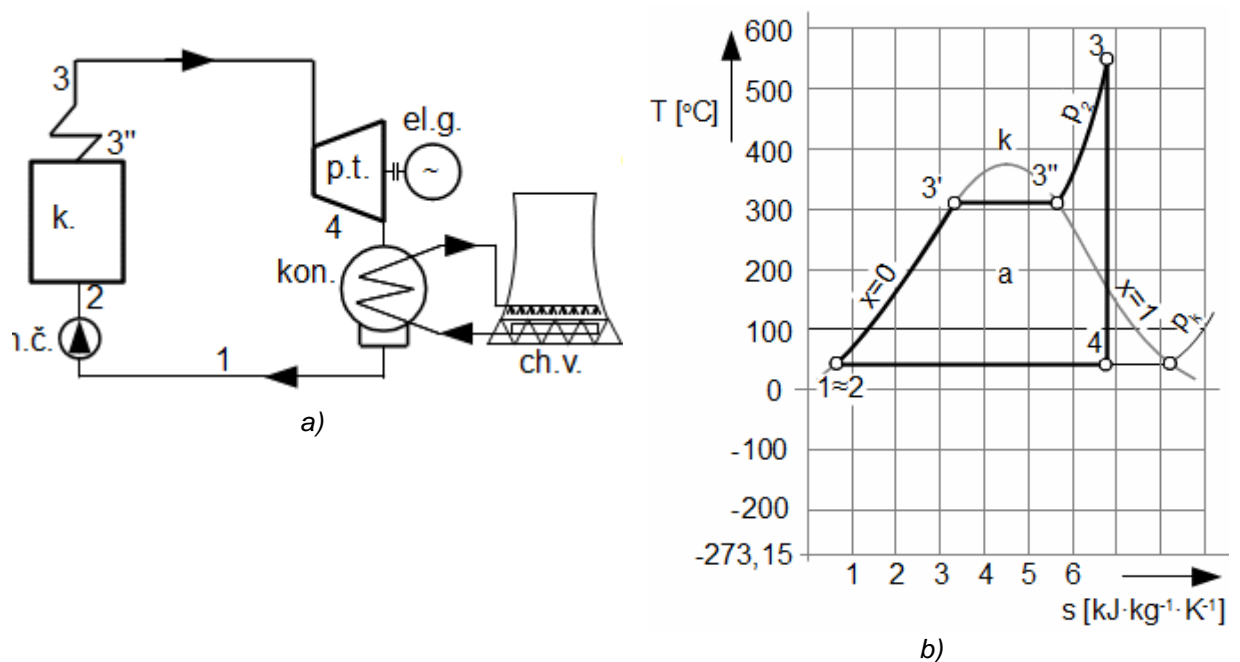 3
3"
k.
2
n.č.
1
p.t.
4
el.g.
~
kon.
ch.v.
a)
T [°C]
600
500
400
300
200
100
0
-100
-200
-273,15
3
p2
k
3'
3"
x=0
a
x=1
pk
4
1≈2
1 2 3 4 5 6
s [kJ·kg-1·K-1]
b)